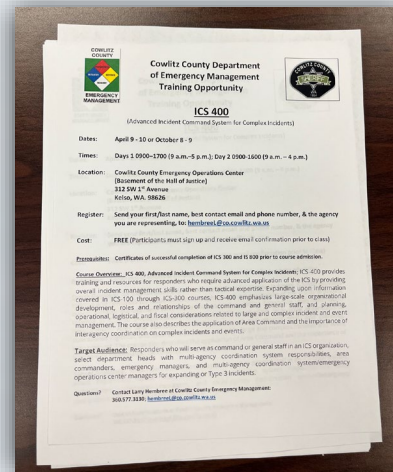 COWLITZ
COUNTY
EMERGENCY
MANAGEMENT
Cowlitz County Department
of Emergency Management
Training Opportunity
COWLITZ COUNTY
ICS 400
(Advanced Incident Command System for Complex Incidents)
Dates: April 9 - 10 or October 8 - 9
Times: Days 1 0900–1700 (9 a.m.–5 p.m.); Day 2 0900-1600 (9 a.m. – 4 p.m.)
Location: Cowlitz County Emergency Operations Center
(Basement of the Hall of Justice)
312 SW 1st Avenue
Kelso, WA. 98626
Register: Send your first/last name, best contact email and phone number, & the agency
you are representing, to: hembreeL@co.cowlitz.wa.us
Cost: FREE (Participants must sign up and receive email confirmation prior to class)
Prerequisites: Certificates of successful completion of ICS 300 and IS 800 prior to course admission.
Course Overview: ICS 400, Advanced Incident Command System for Complex Incidents; ICS-400 provides
training and resources for responders who require advanced application of the ICS by providing
overall incident management skills rather than tactical expertise. Expanding upon information
covered in ICS-100 through ICS-300 courses, ICS-400 emphasizes large-scale organizational
development, roles and relationships of the command and general staff, and planning,
operational, logistical, and fiscal considerations related to large and complex incident and event
management. The course also describes the application of Area Command and the importance of
interagency coordination on complex incidents and events.
Target Audience: Responders who will serve as command or general staff in an ICS organization,
select department heads with multi-agency coordination system responsibilities, area
commanders, emergency managers, and multi-agency coordination system/emergency
operations center managers for expanding or Type 3 incidents.
Questions? Contact Larry Hembree at Cowlitz County Emergency Management:
360.577.3130; hembreeL@co.cowlitz.wa.us